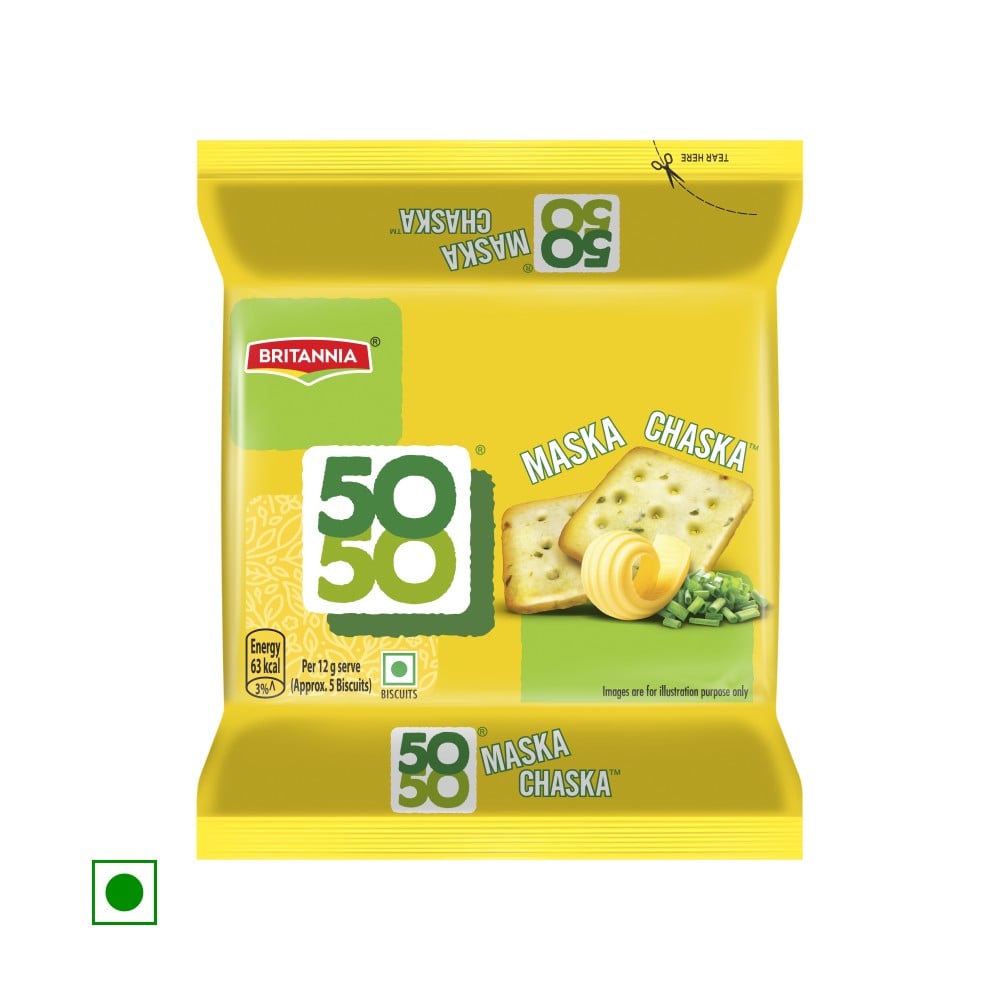 TEAR HERE
50
50
®
MASKA
CHASKA™
BRITANNIA®
50
50
®
MASKA CHASKA™
Energy
63 kcal
3%^
Per 12 g serve
(Approx. 5 Biscuits)
BISCUITS
Images are for illustration purpose only
50
50
®
MASKA
CHASKA™